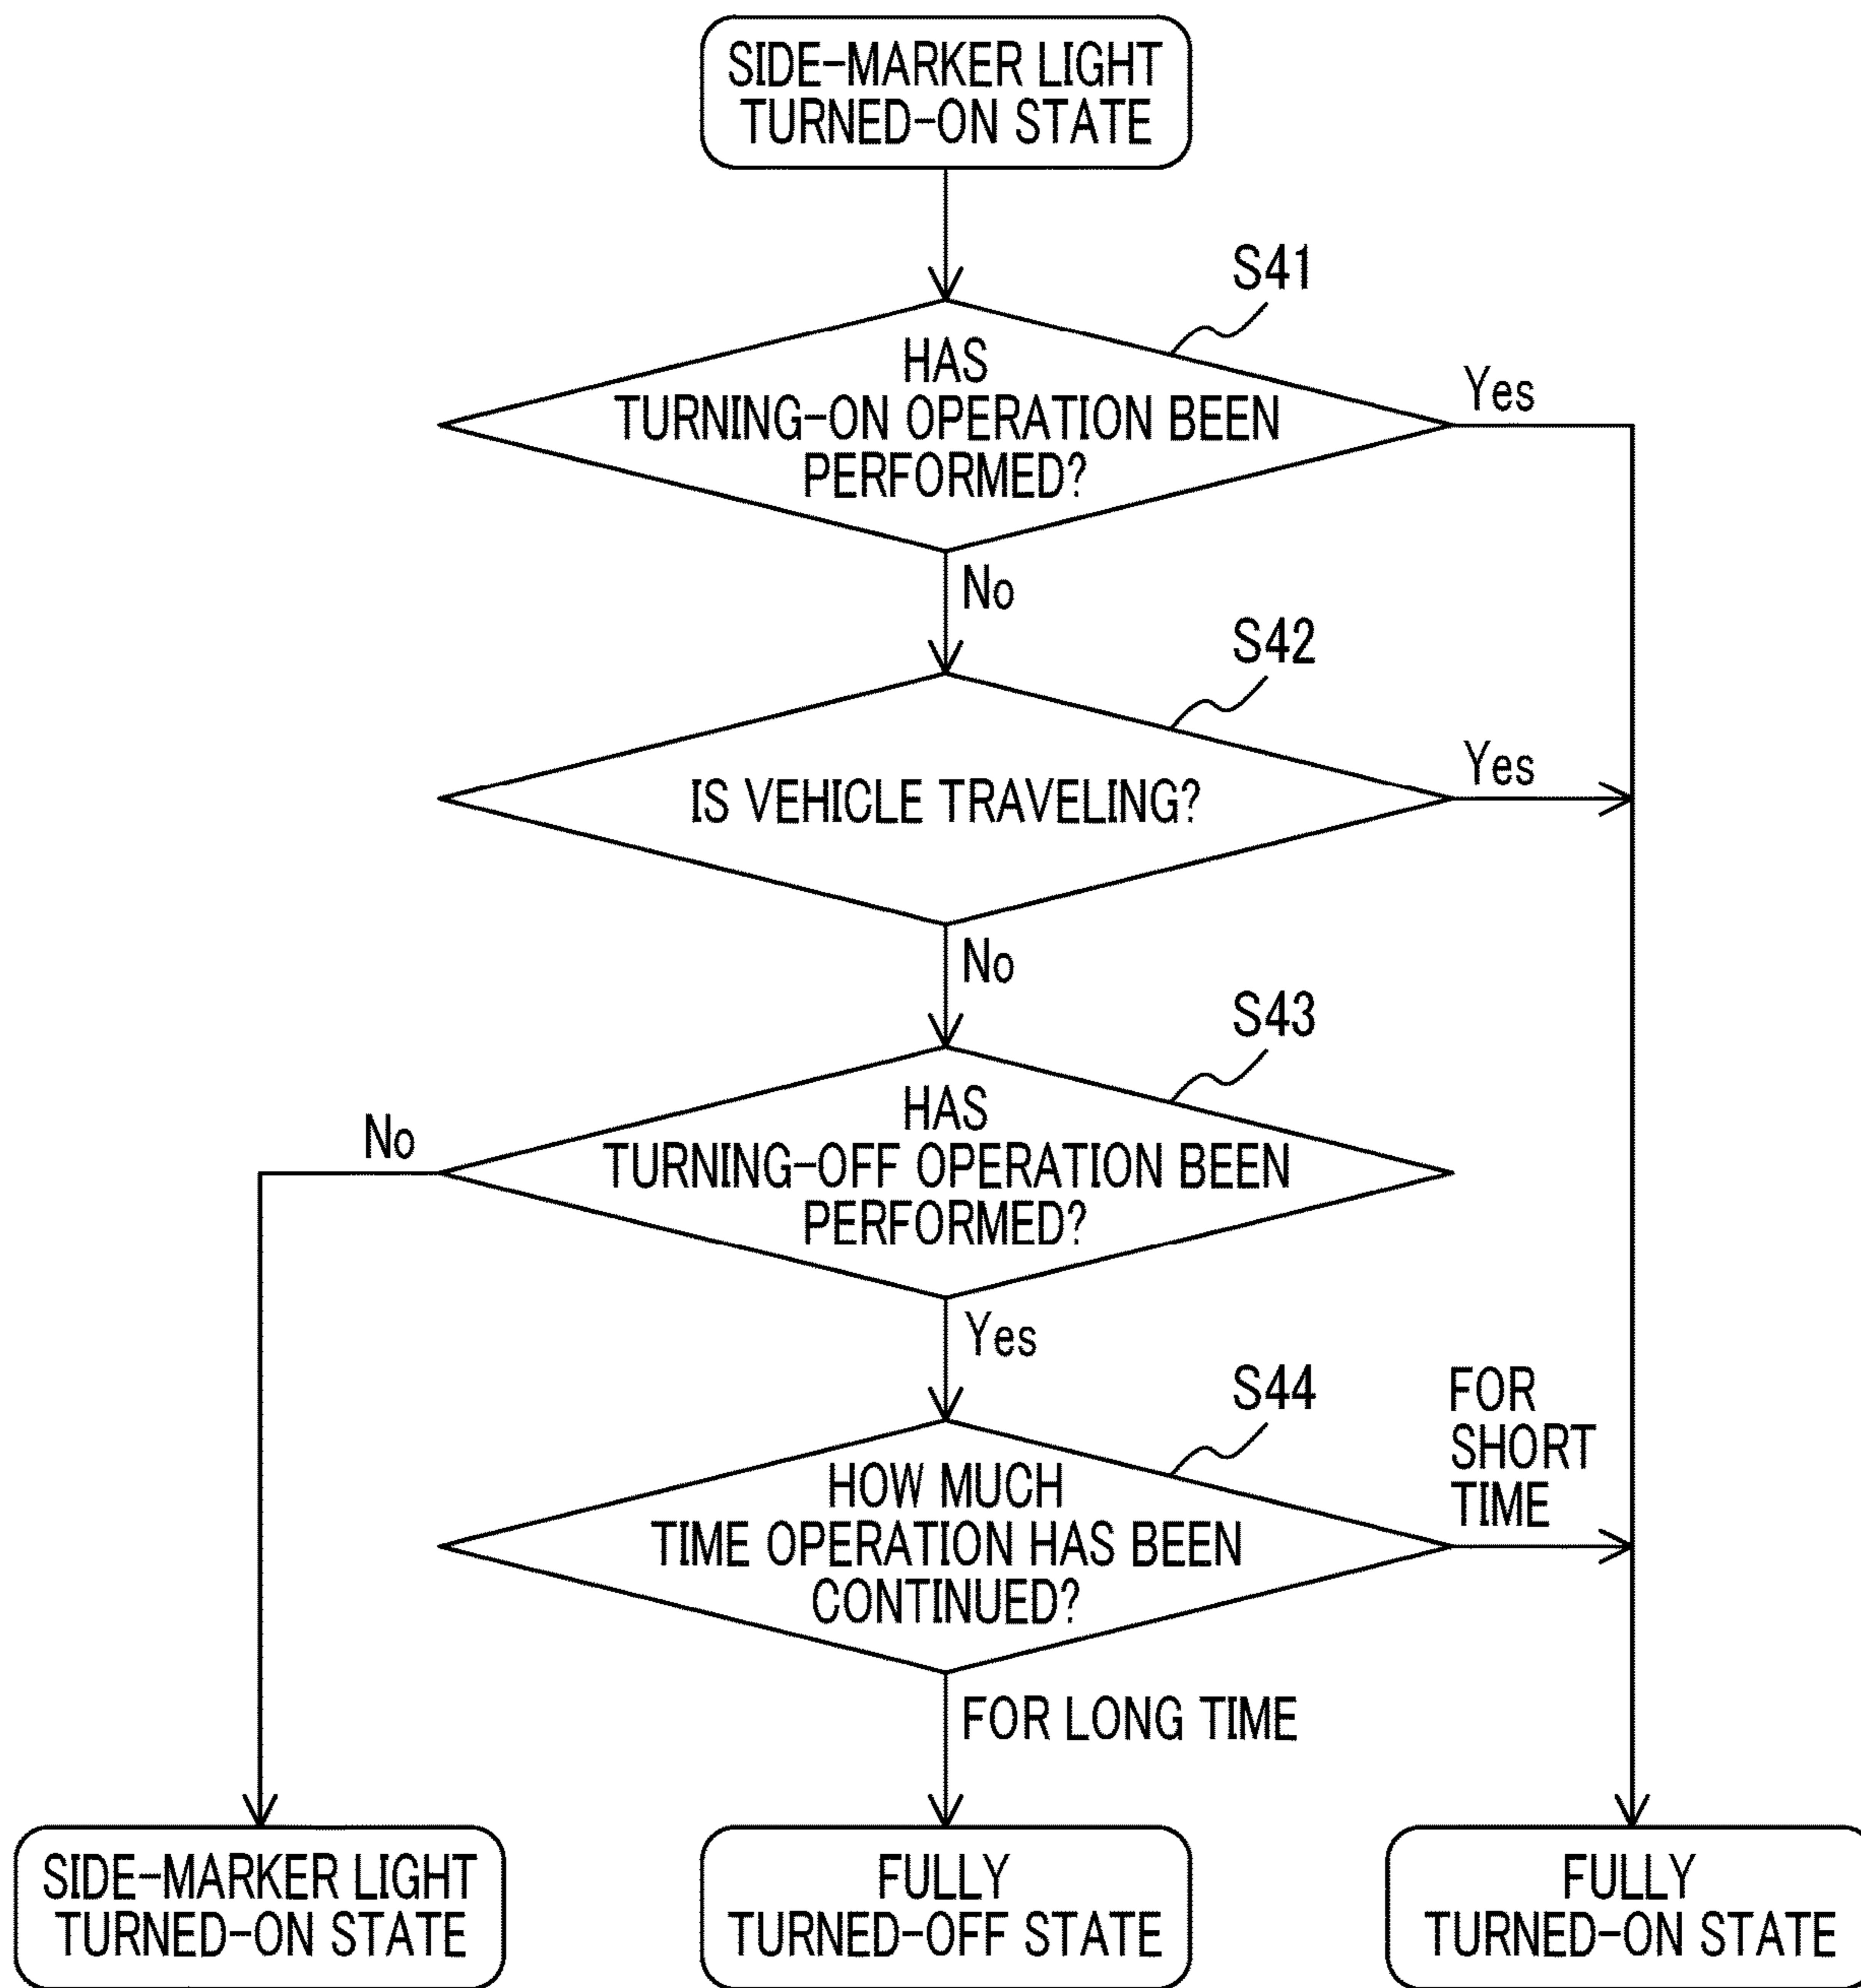 SIDE-MARKER LIGHT
TURNED-ON STATE
S41
HAS
TURNING-ON OPERATION BEEN
PERFORMED?
Yes
No
S42
IS VEHICLE TRAVELING?
Yes
No
S43
HAS
TURNING-OFF OPERATION BEEN
PERFORMED?
No
Yes
S44
HOW MUCH
TIME OPERATION HAS BEEN
CONTINUED?
FOR
SHORT
TIME
FOR LONG TIME
SIDE-MARKER LIGHT
TURNED-ON STATE
FULLY
TURNED-OFF STATE
FULLY
TURNED-ON STATE